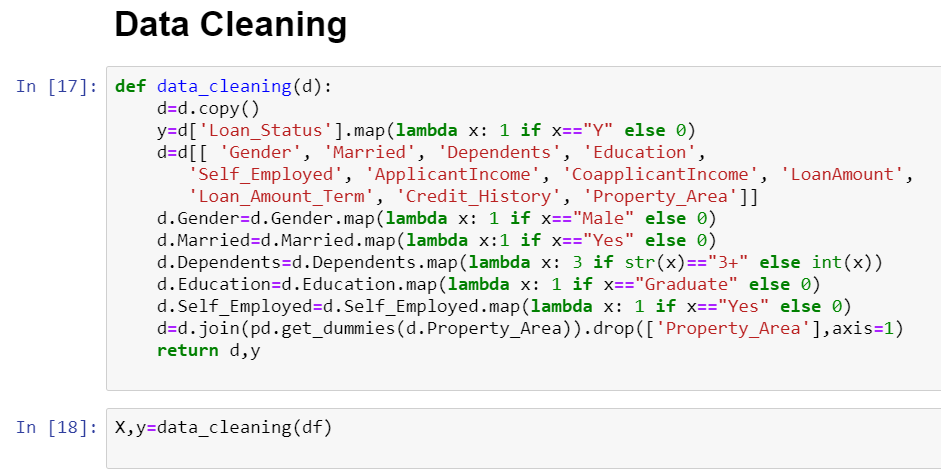 Data Cleaning
In [17]: def data_cleaning(d):
    d=d.copy()
    y=d['Loan_Status'].map(lambda x: 1 if x=="Y" else 0)
    d=d[[ 'Gender', 'Married', 'Dependents', 'Education',
       'Self_Employed', 'ApplicantIncome', 'CoapplicantIncome', 'LoanAmount',
       'Loan_Amount_Term', 'Credit_History', 'Property_Area']]
    d.Gender=d.Gender.map(lambda x: 1 if x=="Male" else 0)
    d.Married=d.Married.map(lambda x:1 if x=="Yes" else 0)
    d.Dependents=d.Dependents.map(lambda x: 3 if str(x)=="3+" else int(x))
    d.Education=d.Education.map(lambda x: 1 if x=="Graduate" else 0)
    d.Self_Employed=d.Self_Employed.map(lambda x: 1 if x=="Yes" else 0)
    d=d.join(pd.get_dummies(d.Property_Area)).drop(['Property_Area'],axis=1)
    return d,y
In [18]: X,y=data_cleaning(df)